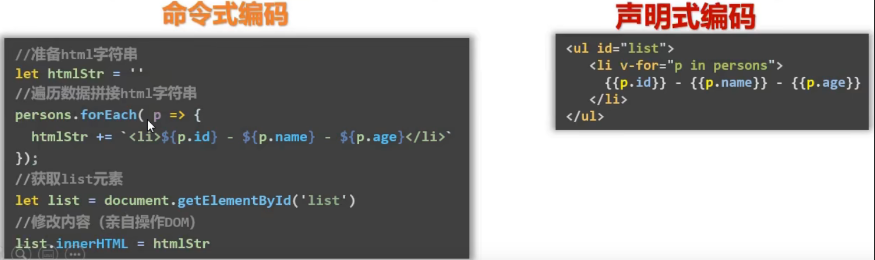 命令式编码
//准备html字符串
let htmlStr = ''
//遍历数据拼接html字符串
persons.forEach( p => {
htmlStr += `<li>${p.id} - ${p.name} - ${p.age}</li>`
});
//获取list元素
let list = document.getElementById('list')
//修改内容（亲自操作DOM）
list.innerHTML = htmlStr
声明式编码
<ul id="list">
<li v-for="p in persons">
{{p.id}} - {{p.name}} - {{p.age}}
</li>
</ul>